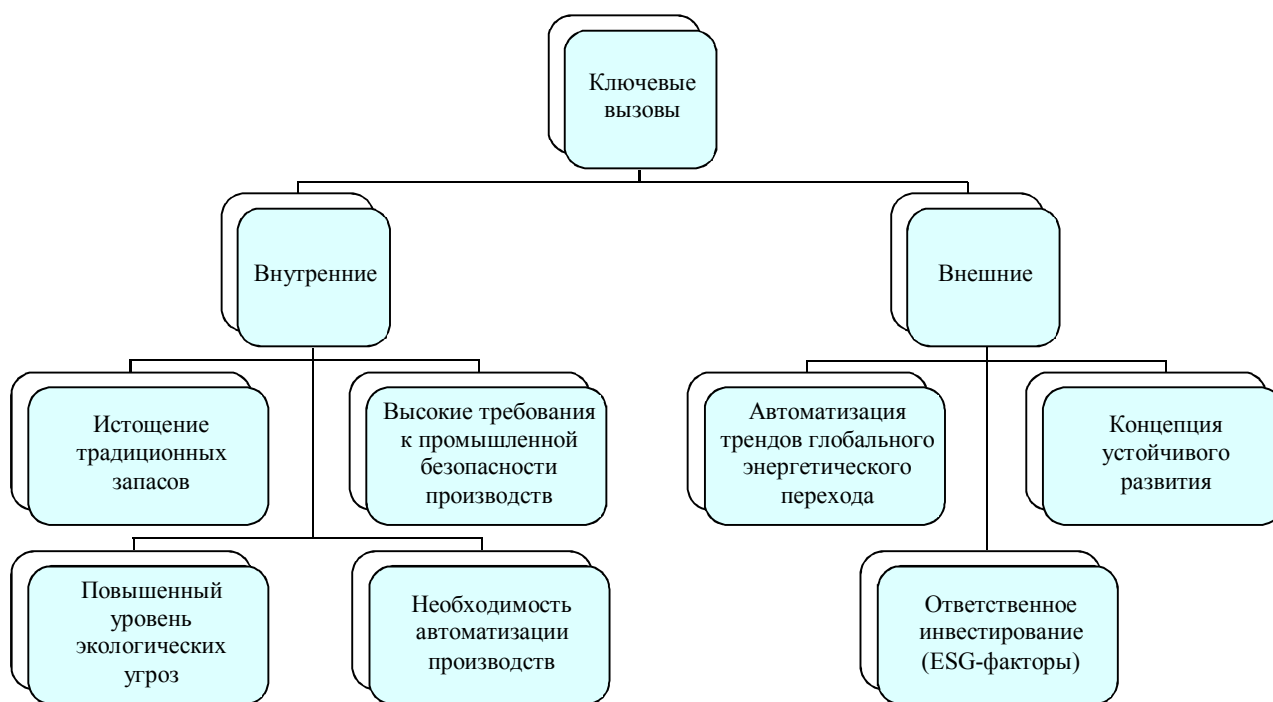 Ключевые
вызовы
Внутренние
Внешние
Истощение
традиционных
запасов
Высокие требования
к промышленной
безопасности
производств
Автоматизация
трендов глобального
энергетического
перехода
Концепция
устойчивого
развития
Повышенный
уровень
экологических
угроз
Необходимость
автоматизации
производств
Ответственное
инвестирование
(ESG-факторы)